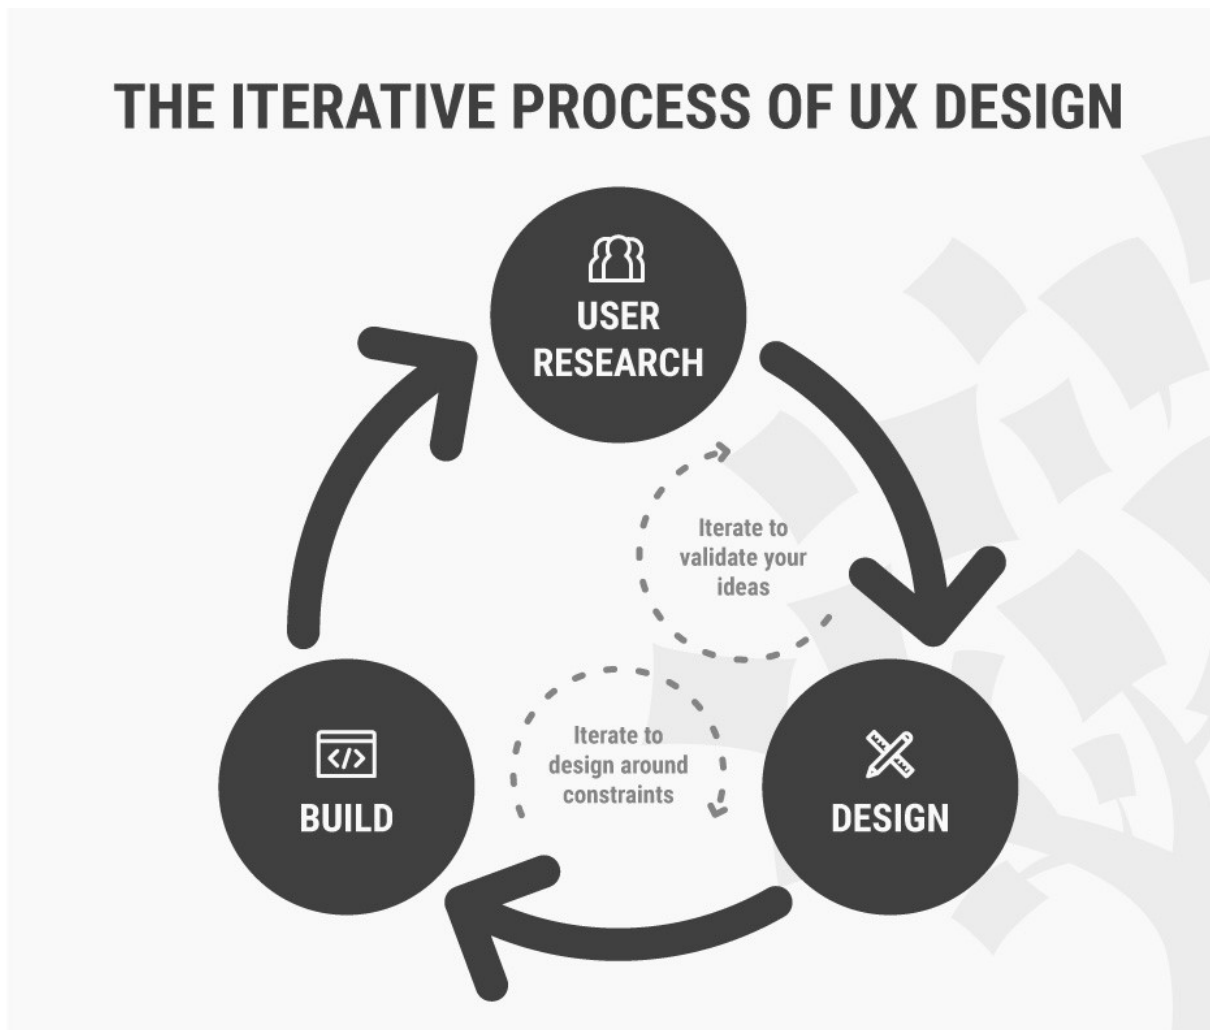 THE ITERATIVE PROCESS OF UX DESIGN
USER
RESEARCH
Iterate to
validate your
ideas
Iterate to
design around
constraints
</>
BUILD
DESIGN